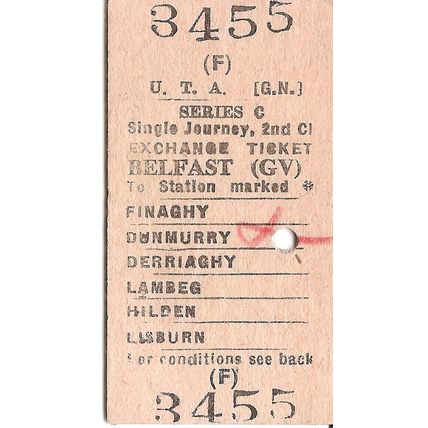 3455
(F)
U. T. A. [G.N.]
SERIES C
Single Journey, 2nd Cl
EXCHANGE TICKET
BELFAST (GV)
To Station marked *
FINAGHY
DUNMURRY
DERRIAGHY
LAMBEG
HILDEN
LISBURN
For conditions see back
(F)
3455